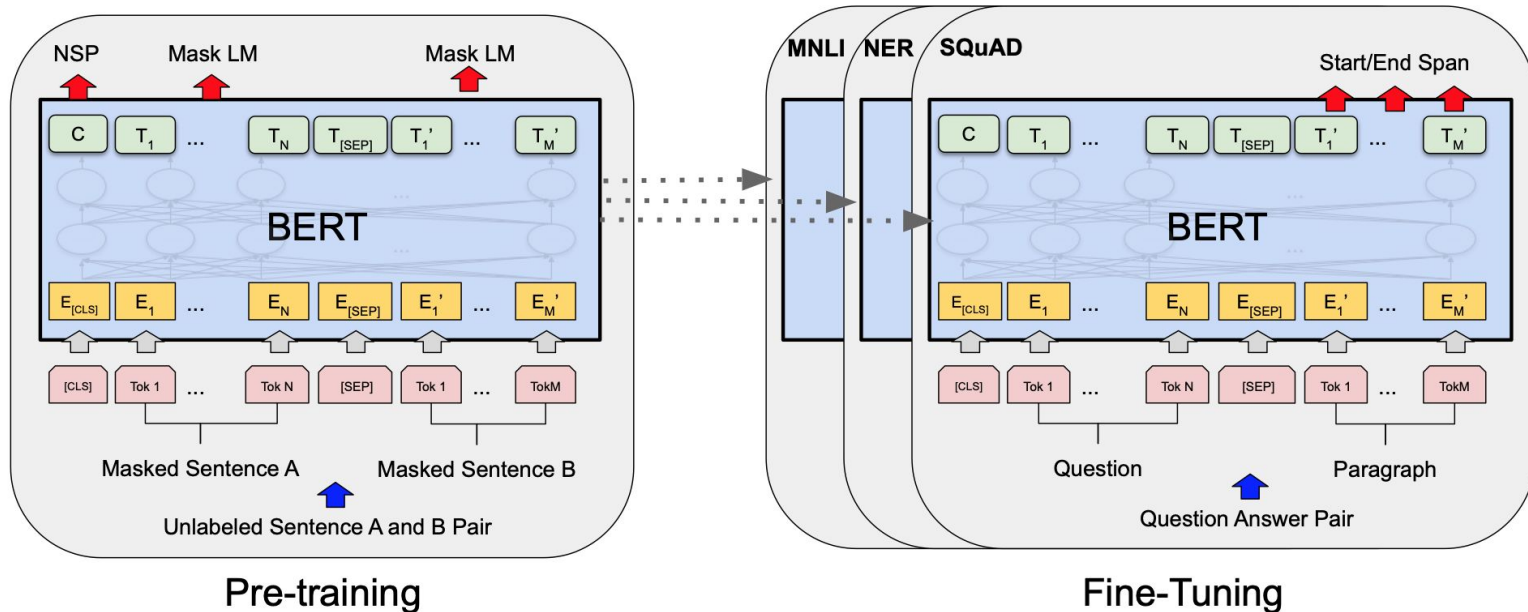 NSP Mask LM Mask LM
C T1 ... TN T[SEP] T1’ ... TM’
...
BERT
...
E[CLS] E1 ... EN E[SEP] E1’ ... EM’
[CLS] Tok 1 ... Tok N [SEP] Tok 1 ... TokM
Masked Sentence A Masked Sentence B
Unlabeled Sentence A and B Pair
Pre-training
MNLI NER SQuAD
Start/End Span
C T1 ... TN T[SEP] T1’ ... TM’
...
BERT
...
E[CLS] E1 ... EN E[SEP] E1’ ... EM’
[CLS] Tok 1 ... Tok N [SEP] Tok 1 ... TokM
Question Paragraph
Question Answer Pair
Fine-Tuning